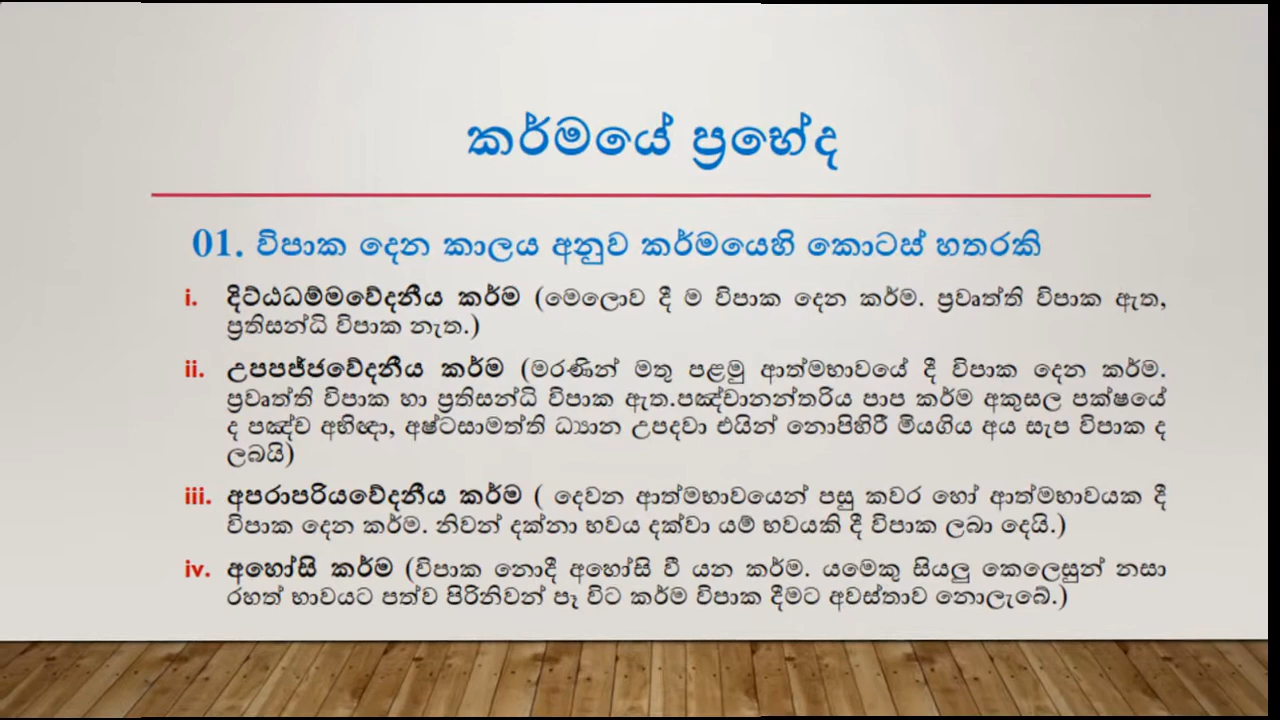 කර්මයේ ප්‍රභේද
01. විපාක දෙන කාලය අනුව කර්මයෙහි කොටස් හතරකි
i. දිට්ඨධම්මවේදනීය කර්ම (මෙලොව දී ම විපාක දෙන කර්ම. ප්‍රවෘත්ති විපාක ඇත,
ප්‍රතිසන්ධි විපාක නැත.)
ii. උපපජ්ජවේදනීය කර්ම (මරණින් මතු පළමු ආත්මභාවයේ දී විපාක දෙන කර්ම.
ප්‍රවෘත්ති විපාක හා ප්‍රතිසන්ධි විපාක ඇත.පඤ්චානන්තරිය පාප කර්ම අකුසල පක්ෂයේ
ද පඤ්ච අභිඥා, අෂ්ටසාමත්ති ධ්‍යාන උපදවා එයින් නොපිහිරී මියගිය අය සැප විපාක ද
ලබයි)
iii. අපරාපරියවේදනීය කර්ම ( දෙවන ආත්මභාවයෙන් පසු කවර හෝ ආත්මභාවයක දී
විපාක දෙන කර්ම. නිවන් දක්නා භවය දක්වා යම් භවයකි දී විපාක ලබා දෙයි.)
iv. අහෝසි කර්ම (විපාක නොදී අහෝසි වී යන කර්ම. යමෙකු සියලු කෙලෙසුන් නසා
රහත් භාවයට පත්ව පිරිනිවන් පෑ විට කර්ම විපාක දීමට අවස්තාව නොලැබේ.)